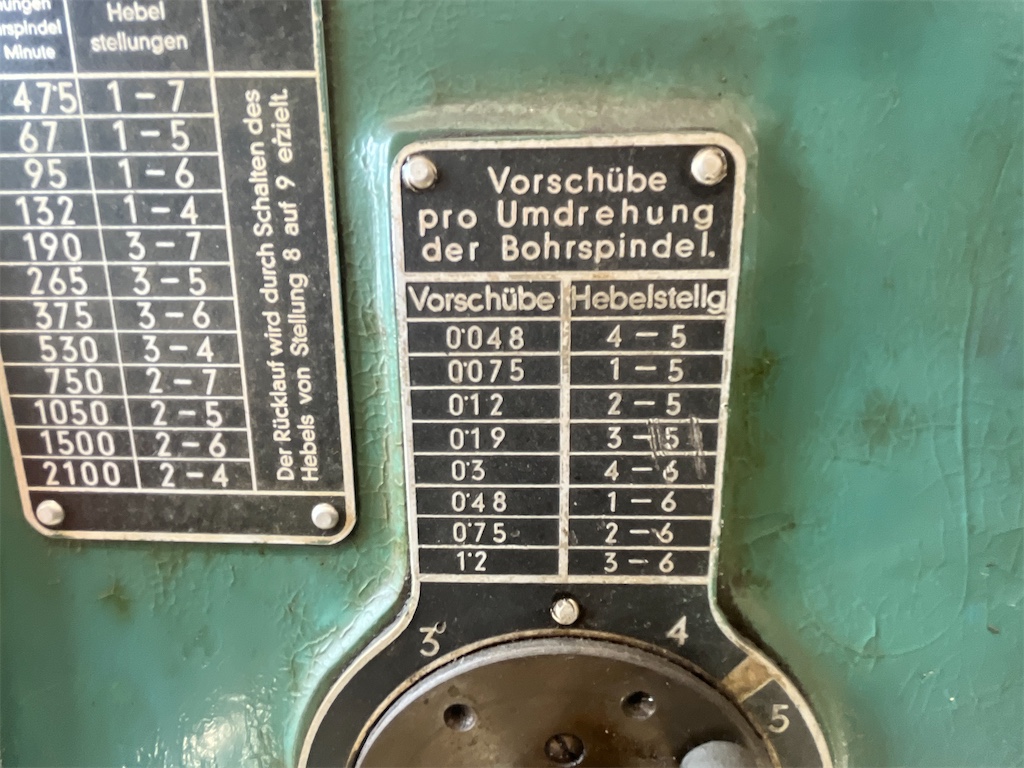 Hebel
stellungen
Minute
47·5 1-7
67 1-5
95 1-6
132 1-4
190 3-7
265 3-5
375 3-6
530 3-4
750 2-7
1050 2-5
1500 2-6
2100 2-4
Der Rücklauf wird durch Schalten des
Hebels von Stellung 8 auf 9 erzielt.
Vorschübe
pro Umdrehung
der Bohrspindel.
Vorschübe Hebelstellg
0·048 4-5
0·075 1-5
0·12 2-5
0·19 3-5
0·3 4-6
0·48 1-6
0·75 2-6
1·2 3-6
3
4
5